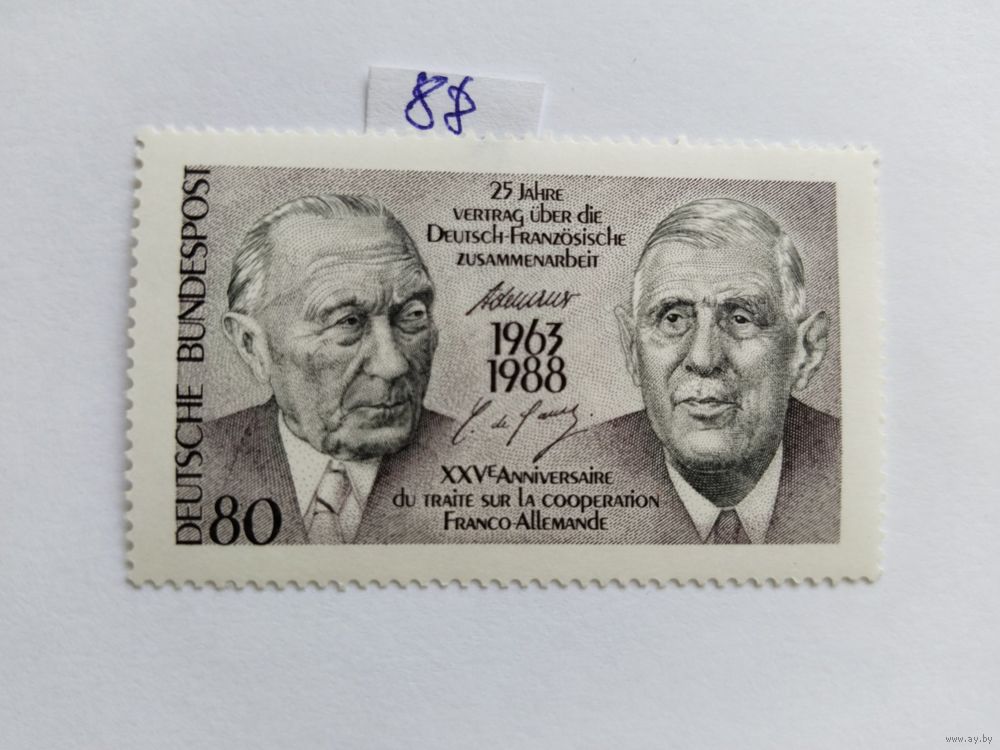 88
DEUTSCHE BUNDESPOST
80
25 JAHRE
VERTRAG ÜBER die
DEUTSCH-FRANZÖSISCHE
ZUSAMMENARBEIT
Adenauer
1963
1988
C. de Gaulle
XXVE ANNIVERSAIRE
du TRAITE SUR LA COOPERATION
FRANCO-ALLEMANDE
www.ay.by